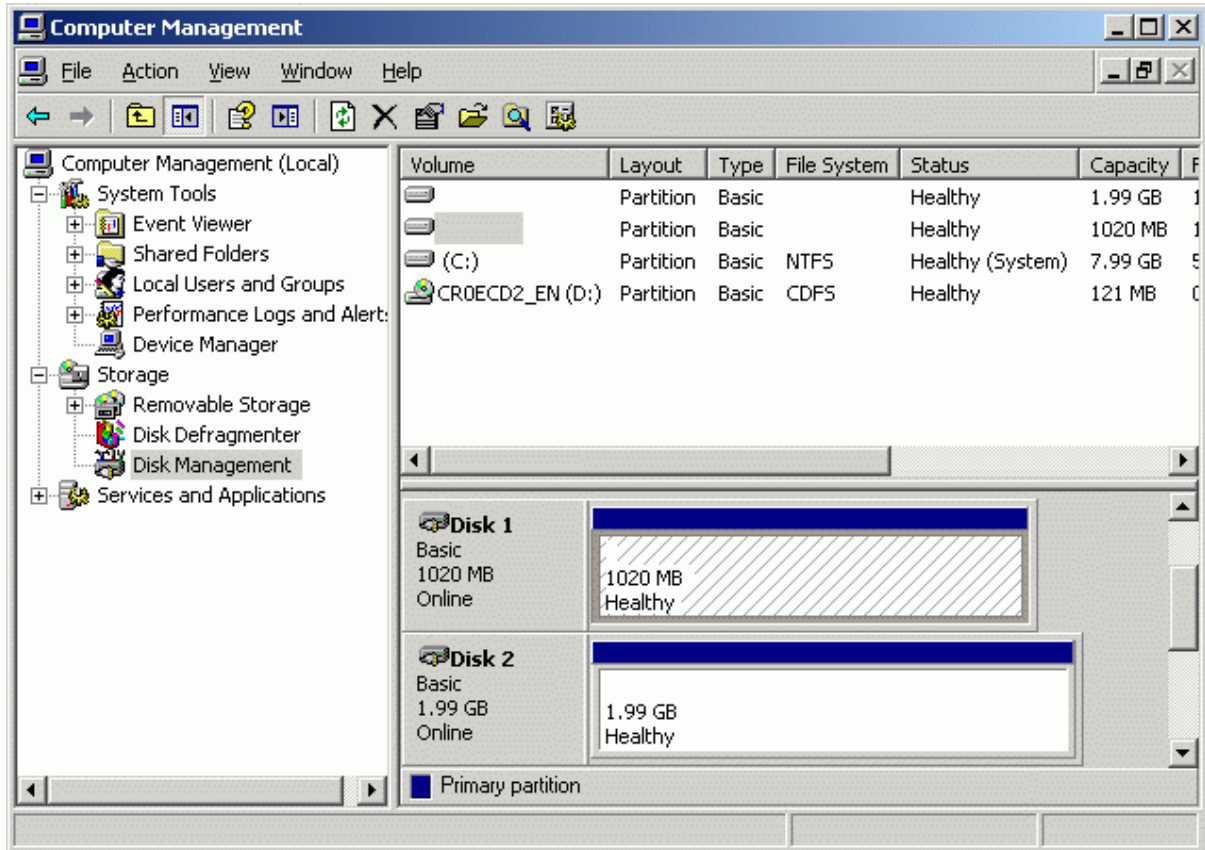 Computer Management
File Action View Window Help
Computer Management (Local)
System Tools
Event Viewer
Shared Folders
Local Users and Groups
Performance Logs and Alert
Device Manager
Storage
Removable Storage
Disk Defragmenter
Disk Management
Services and Applications
Volume Layout Type File System Status Capacity
Partition Basic Healthy 1.99 GB
Partition Basic Healthy 1020 MB
(C:) Partition Basic NTFS Healthy (System) 7.99 GB
CR0ECD2_EN (D:) Partition Basic CDFS Healthy 121 MB
Disk 1
Basic
1020 MB
Online
1020 MB
Healthy
Disk 2
Basic
1.99 GB
Online
1.99 GB
Healthy
Primary partition